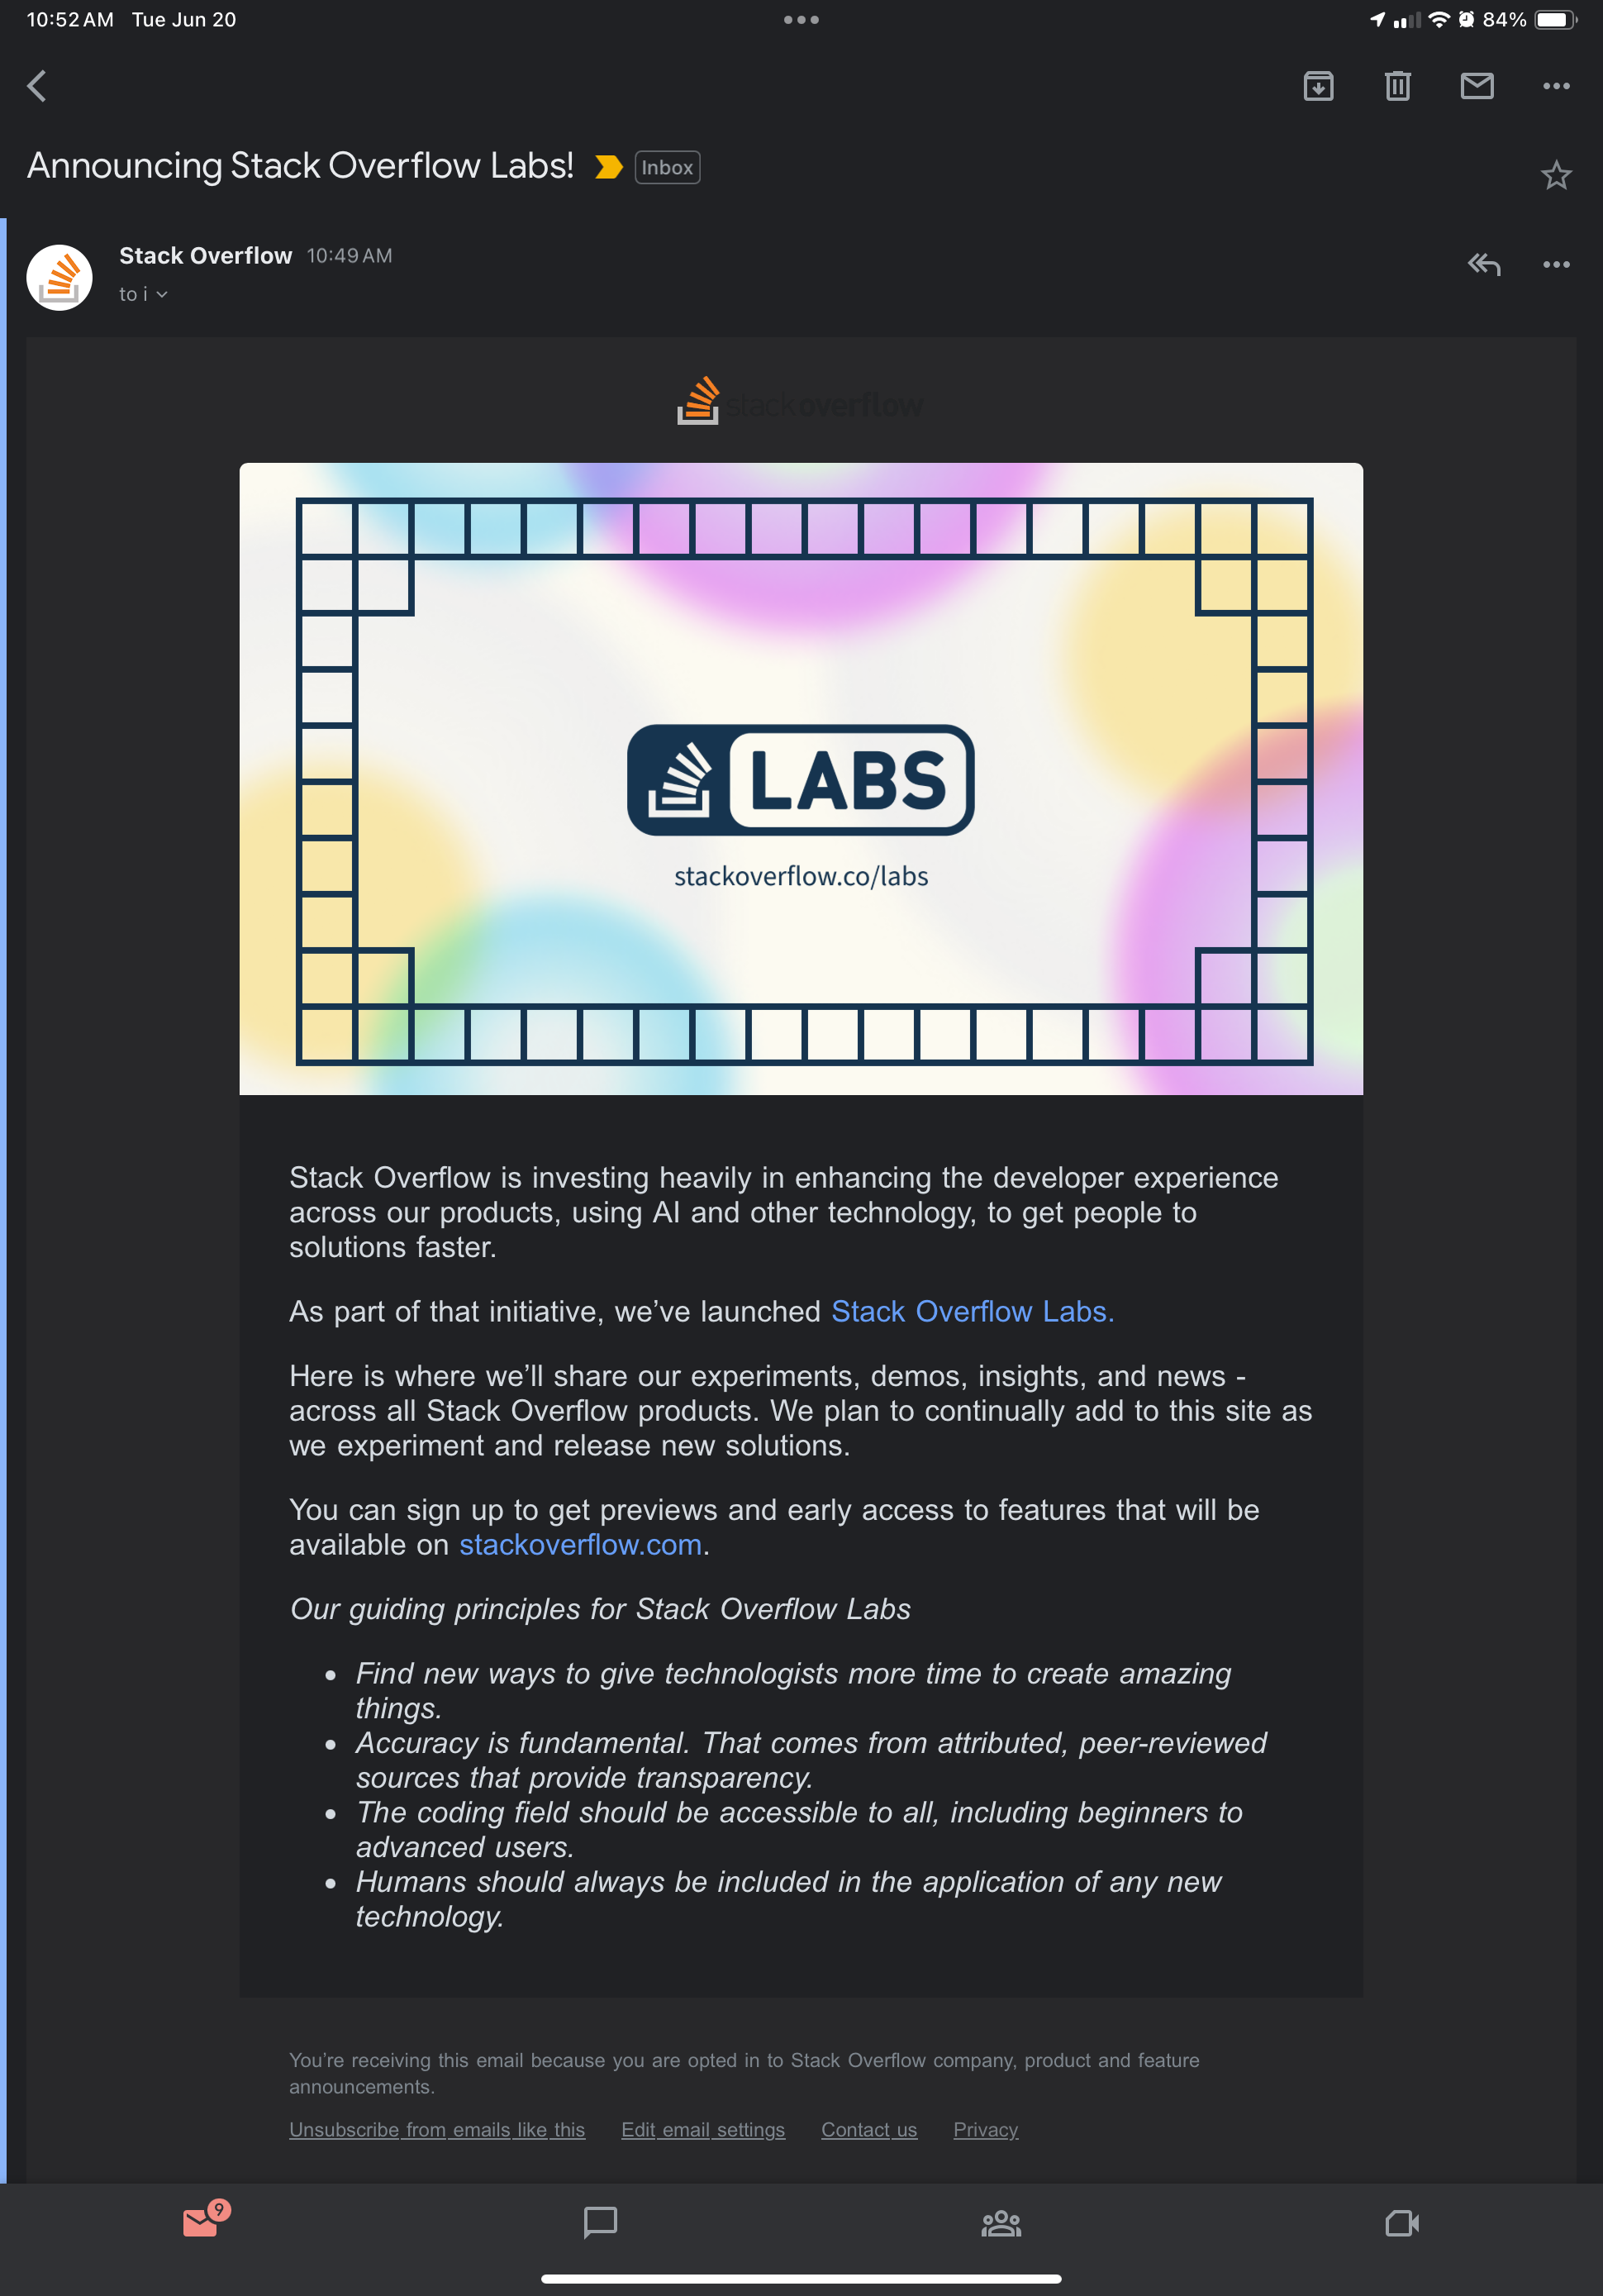 10:52 AM Tue Jun 20
84%
Announcing Stack Overflow Labs! Inbox
Stack Overflow 10:49 AM
to i
stackoverflow
LABS
stackoverflow.co/labs
Stack Overflow is investing heavily in enhancing the developer experience
across our products, using AI and other technology, to get people to
solutions faster.
As part of that initiative, we’ve launched Stack Overflow Labs.
Here is where we’ll share our experiments, demos, insights, and news -
across all Stack Overflow products. We plan to continually add to this site as
we experiment and release new solutions.
You can sign up to get previews and early access to features that will be
available on stackoverflow.com.
Our guiding principles for Stack Overflow Labs
• Find new ways to give technologists more time to create amazing
things.
• Accuracy is fundamental. That comes from attributed, peer-reviewed
sources that provide transparency.
• The coding field should be accessible to all, including beginners to
advanced users.
• Humans should always be included in the application of any new
technology.
You’re receiving this email because you are opted in to Stack Overflow company, product and feature
announcements.
Unsubscribe from emails like this Edit email settings Contact us Privacy
9